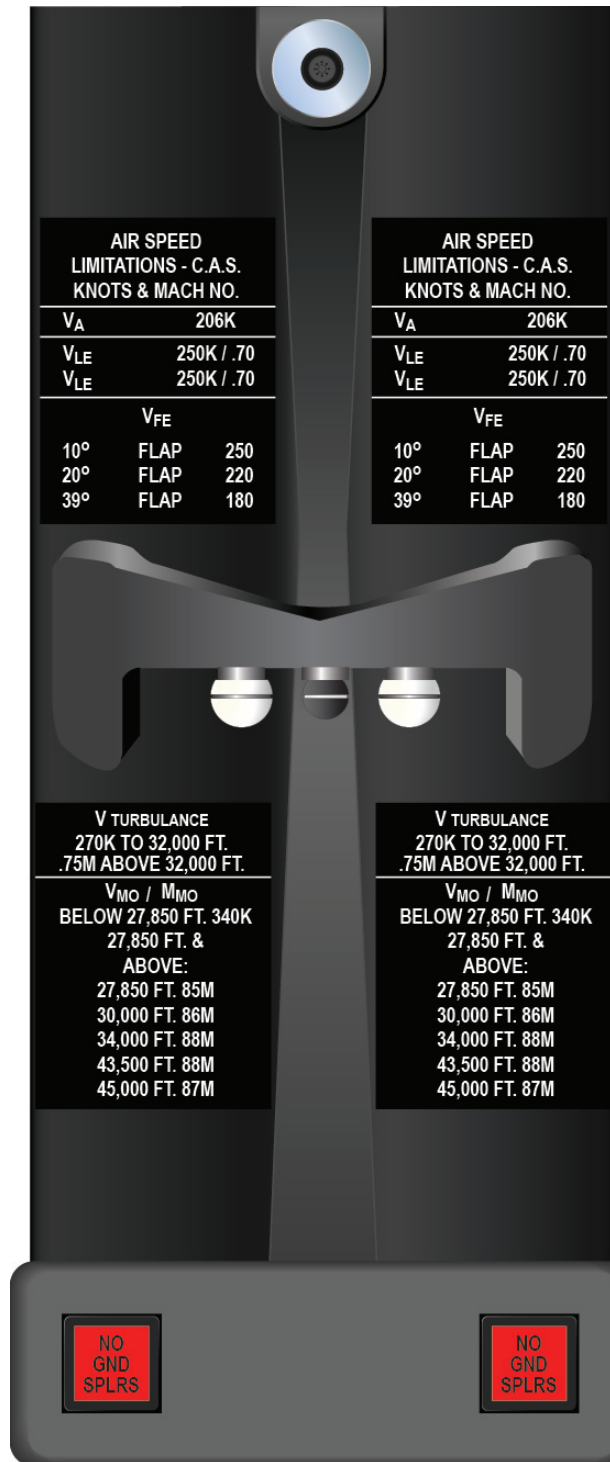 AIR SPEED
LIMITATIONS - C.A.S.
KNOTS & MACH NO.
VA 206K
VLE 250K / .70
VLE 250K / .70
VFE
10° FLAP 250
20° FLAP 220
39° FLAP 180
AIR SPEED
LIMITATIONS - C.A.S.
KNOTS & MACH NO.
VA 206K
VLE 250K / .70
VLE 250K / .70
VFE
10° FLAP 250
20° FLAP 220
39° FLAP 180
V TURBULANCE
270K TO 32,000 FT.
.75M ABOVE 32,000 FT.
VMO / MMO
BELOW 27,850 FT. 340K
27,850 FT. &
ABOVE:
27,850 FT. 85M
30,000 FT. 86M
34,000 FT. 88M
43,500 FT. 88M
45,000 FT. 87M
V TURBULANCE
270K TO 32,000 FT.
.75M ABOVE 32,000 FT.
VMO / MMO
BELOW 27,850 FT. 340K
27,850 FT. &
ABOVE:
27,850 FT. 85M
30,000 FT. 86M
34,000 FT. 88M
43,500 FT. 88M
45,000 FT. 87M
NO
GND
SPLRS
NO
GND
SPLRS